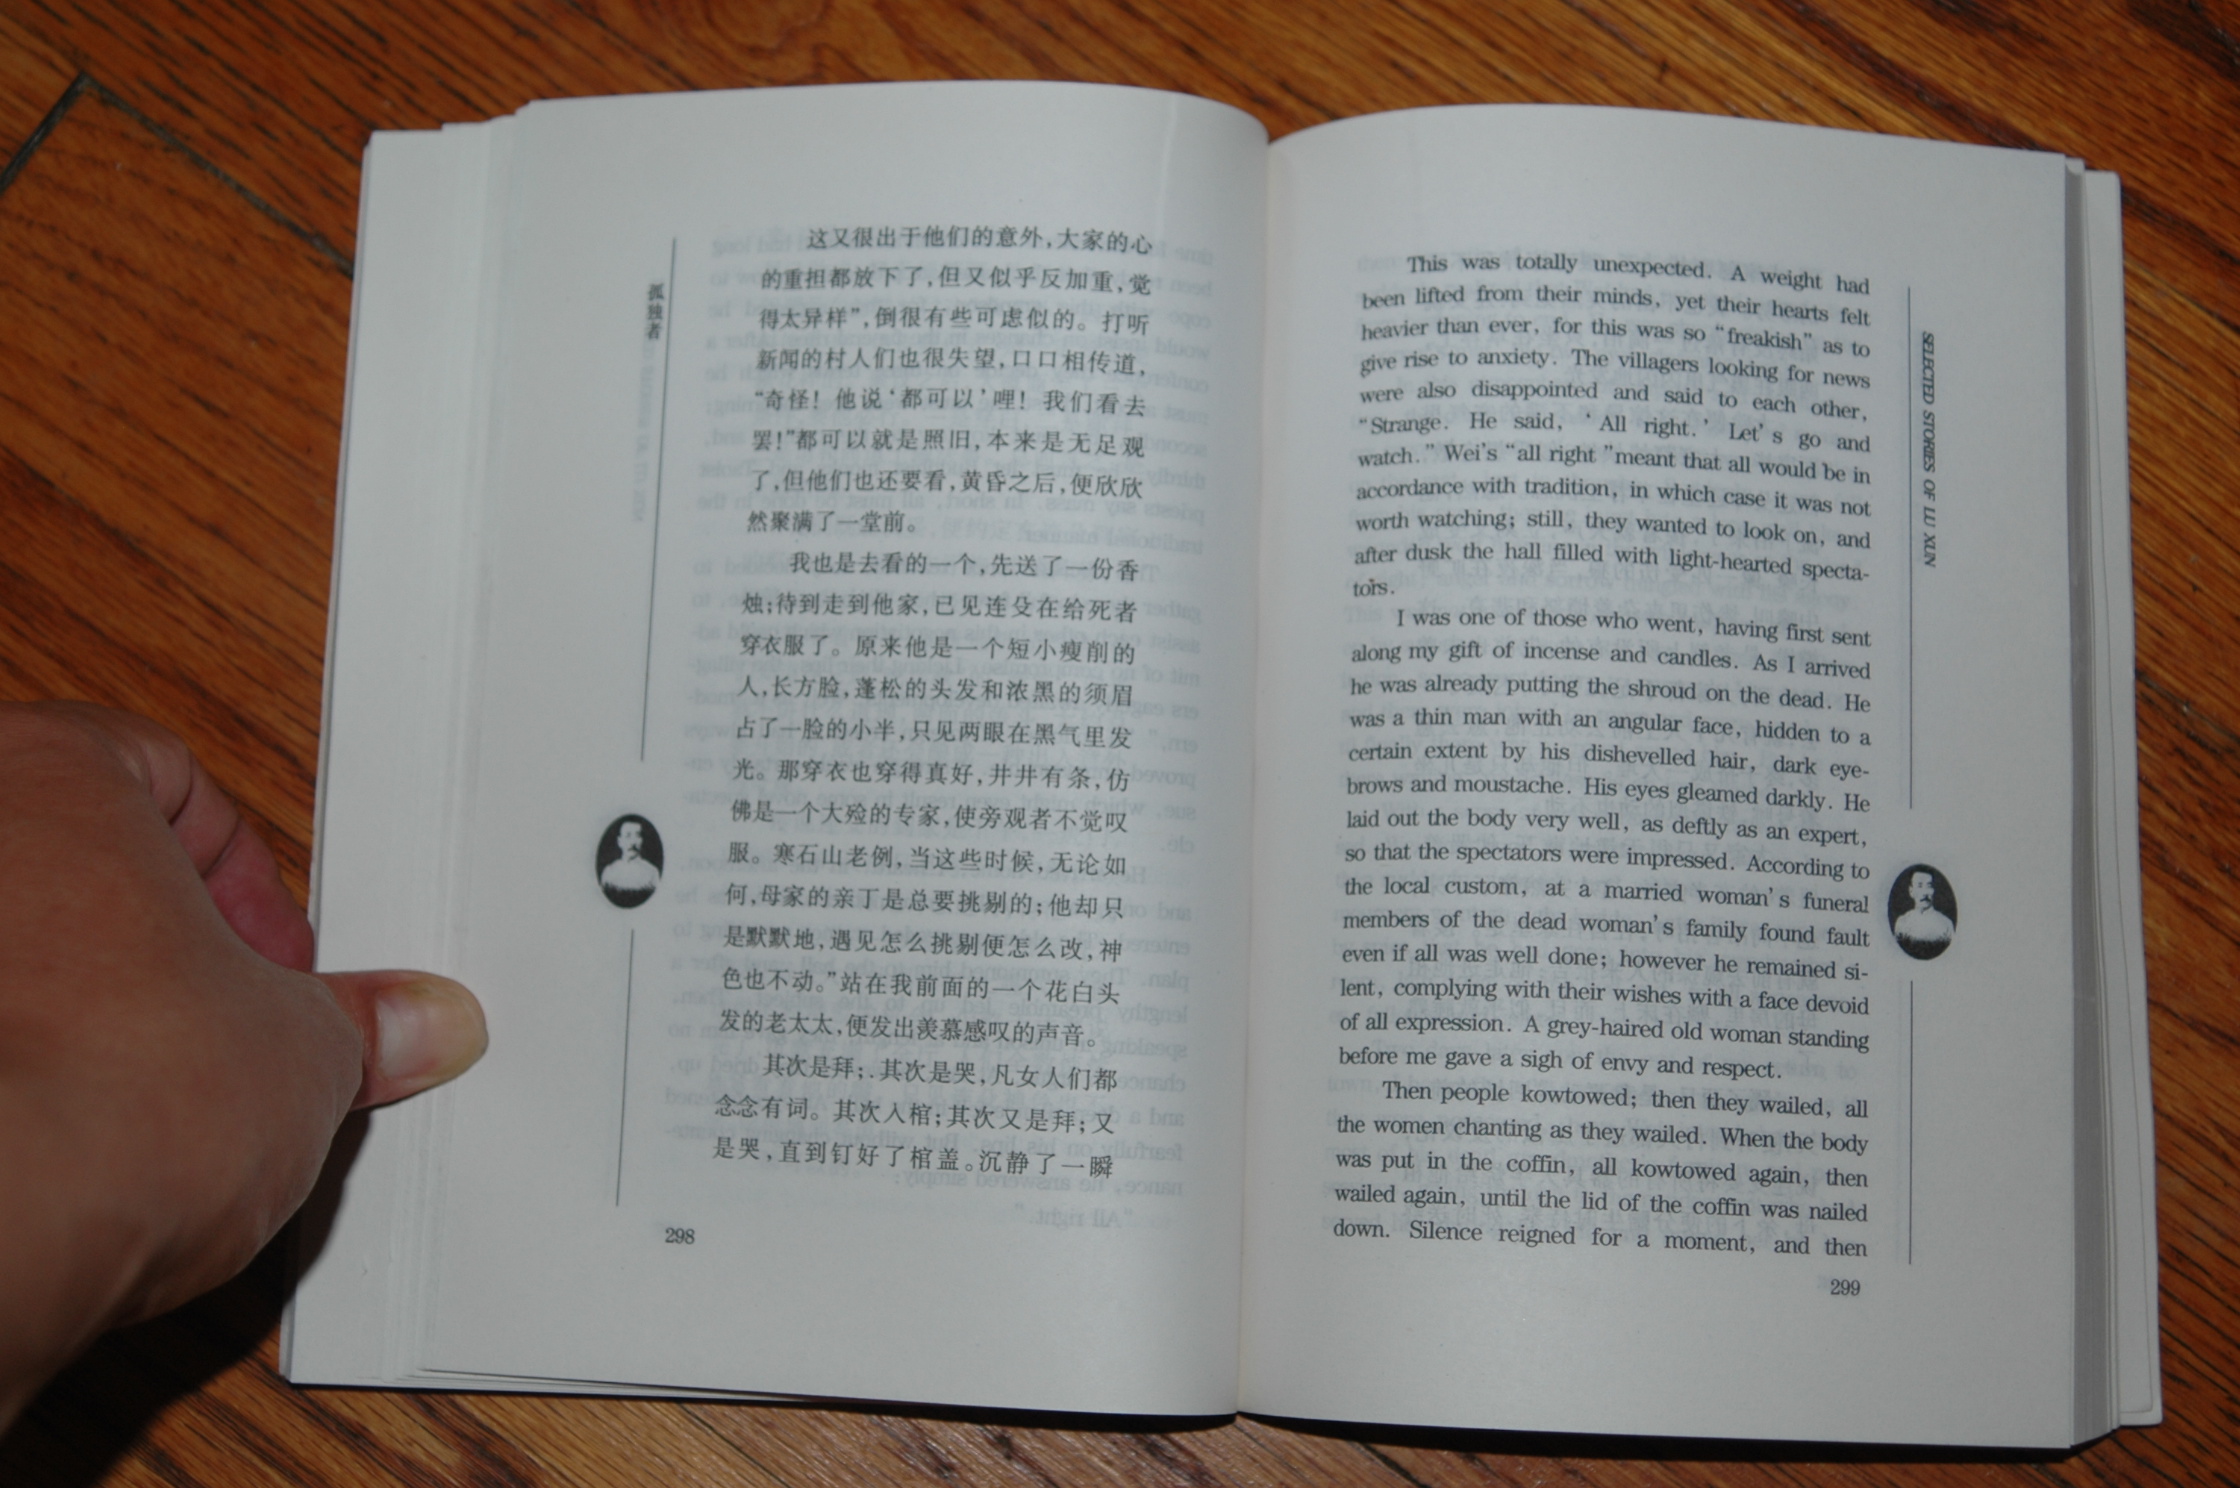 孤独者
这又很出于他们的意外,大家的心
的重担都放下了,但又似乎反加重,觉
得太异样”,倒很有些可虑似的。打听
新闻的村人们也很失望,口口相传道,
“奇怪!他说‘都可以’哩!我们看去
罢!”都可以就是照旧,本来是无足观
了,但他们也还要看,黄昏之后,便欣欣
然聚满了一堂前。
我也是去看的一个,先送了一份香
烛;待到走到他家,已见连殳在给死者
穿衣服了。原来他是一个短小瘦削的
人,长方脸,蓬松的头发和浓黑的须眉
占了一脸的小半,只见两眼在黑气里发
光。那穿衣也穿得真好,井井有条,仿
佛是一个大殓的专家,使旁观者不觉叹
服。寒石山老例,当这些时候,无论如
何,母家的亲丁是总要挑剔的;他却只
是默默地,遇见怎么挑剔便怎么改,神
色也不动。”站在我前面的一个花白头
发的老太太,便发出羡慕感叹的声音。
其次是拜;.其次是哭,凡女人们都
念念有词。其次入棺;其次又是拜;又
是哭,直到钉好了棺盖。沉静了一瞬
298
This was totally unexpected. A weight had
been lifted from their minds, yet their hearts felt
heavier than ever, for this was so “freakish” as to
give rise to anxiety. The villagers looking for news
were also disappointed and said to each other,
“Strange. He said, ‘All right.’ Let's go and
watch.” Wei's “all right ”meant that all would be in
accordance with tradition, in which case it was not
worth watching; still, they wanted to look on, and
after dusk the hall filled with light-hearted specta-
tors.
I was one of those who went, having first sent
along my gift of incense and candles. As I arrived
he was already putting the shroud on the dead. He
was a thin man with an angular face, hidden to a
certain extent by his dishevelled hair, dark eye-
brows and moustache. His eyes gleamed darkly. He
laid out the body very well, as deftly as an expert,
so that the spectators were impressed. According to
the local custom, at a married woman's funeral
members of the dead woman's family found fault
even if all was well done; however he remained si-
lent, complying with their wishes with a face devoid
of all expression. A grey-haired old woman standing
before me gave a sigh of envy and respect.
Then people kowtowed; then they wailed, all
the women chanting as they wailed. When the body
was put in the coffin, all kowtowed again, then
wailed again, until the lid of the coffin was nailed
down. Silence reigned for a moment, and then
SELECTED STORIES OF LU XUN
299